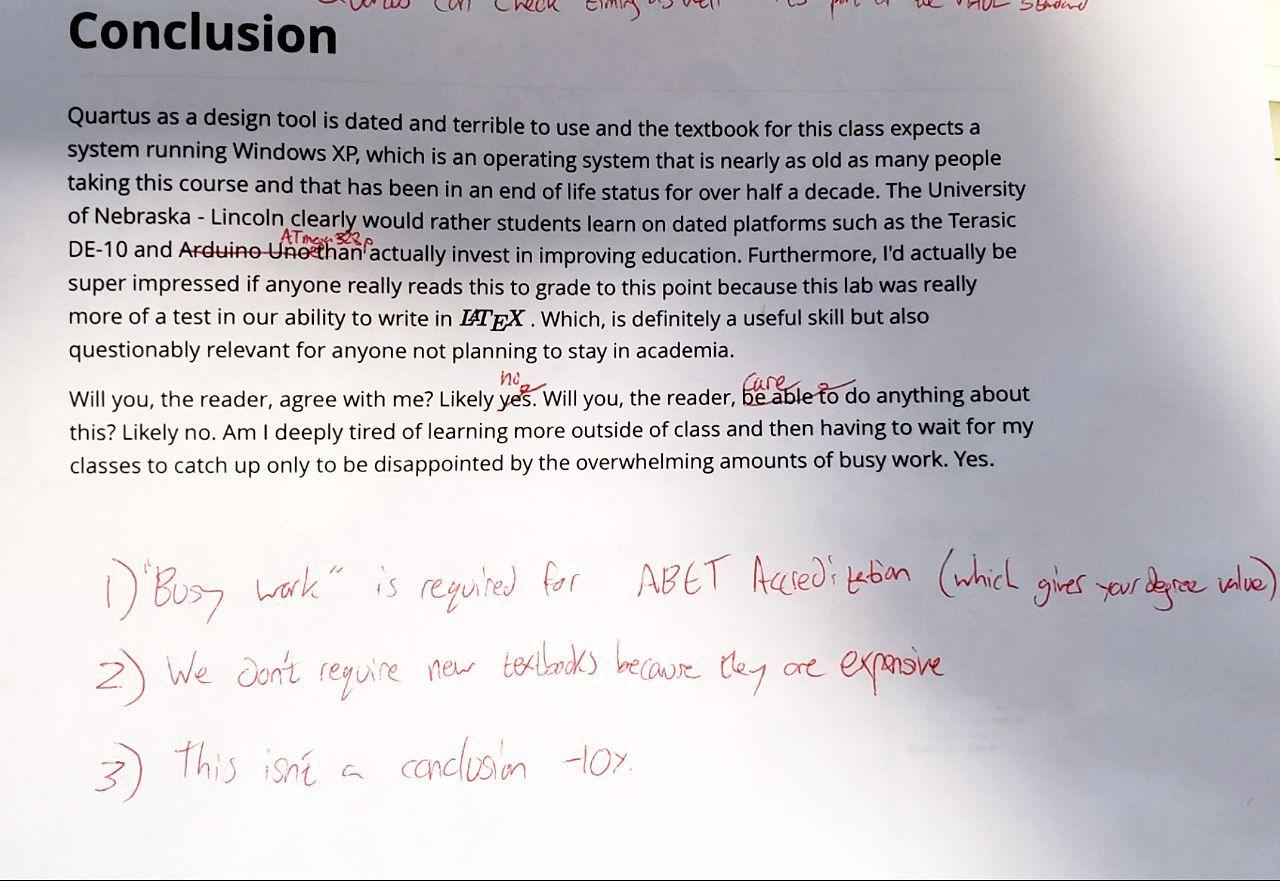 can check timing as well part of the VHDL Standard
Conclusion
Quartus as a design tool is dated and terrible to use and the textbook for this class expects a
system running Windows XP, which is an operating system that is nearly as old as many people
taking this course and that has been in an end of life status for over half a decade. The University
of Nebraska - Lincoln clearly would rather students learn on dated platforms such as the Terasic
ATmega 328p
DE-10 and Arduino Uno than actually invest in improving education. Furthermore, I'd actually be
super impressed if anyone really reads this to grade to this point because this lab was really
more of a test in our ability to write in LATEX . Which, is definitely a useful skill but also
questionably relevant for anyone not planning to stay in academia.
no care
Will you, the reader, agree with me? Likely yes. Will you, the reader, be able to do anything about
this? Likely no. Am I deeply tired of learning more outside of class and then having to wait for my
classes to catch up only to be disappointed by the overwhelming amounts of busy work. Yes.
1) "Busy work" is required for ABET Accreditation (which gives your degree value)
2) We don't require new textbooks because they are expensive
3) This isn't a conclusion -10%.